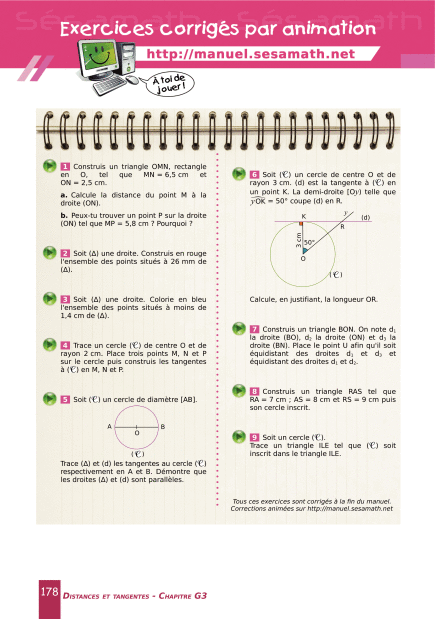 Exercices corrigés par animation
http://manuel.sesamath.net
À toi de
jouer !
1 Construis un triangle OMN, rectangle
en O, tel que MN = 6,5 cm et
ON = 2,5 cm.
a. Calcule la distance du point M à la
droite (ON).
b. Peux-tu trouver un point P sur la droite
(ON) tel que MP = 5,8 cm ? Pourquoi ?
2 Soit (Δ) une droite. Construis en rouge
l'ensemble des points situés à 26 mm de
(Δ).
3 Soit (Δ) une droite. Colorie en bleu
l'ensemble des points situés à moins de
1,4 cm de (Δ).
4 Trace un cercle (𝒞) de centre O et de
rayon 2 cm. Place trois points M, N et P
sur le cercle puis construis les tangentes
à (𝒞) en M, N et P.
5 Soit (𝒞) un cercle de diamètre [AB].
A
B
O
(𝒞)
Trace (Δ) et (d) les tangentes au cercle (𝒞)
respectivement en A et B. Démontre que
les droites (Δ) et (d) sont parallèles.
6 Soit (𝒞) un cercle de centre O et de
rayon 3 cm. (d) est la tangente à (𝒞) en
un point K. La demi-droite [Oy) telle que
yOK = 50° coupe (d) en R.
K
y
(d)
R
3 cm
50°
O
(𝒞)
Calcule, en justifiant, la longueur OR.
7 Construis un triangle BON. On note d₁
la droite (BO), d₂ la droite (ON) et d₃ la
droite (BN). Place le point U afin qu'il soit
équidistant des droites d₁ et d₃ et
équidistant des droites d₁ et d₂.
8 Construis un triangle RAS tel que
RA = 7 cm ; AS = 8 cm et RS = 9 cm puis
son cercle inscrit.
9 Soit un cercle (𝒞).
Trace un triangle ILE tel que (𝒞) soit
inscrit dans le triangle ILE.
Tous ces exercices sont corrigés à la fin du manuel.
Corrections animées sur http://manuel.sesamath.net
178 DISTANCES ET TANGENTES - CHAPITRE G3